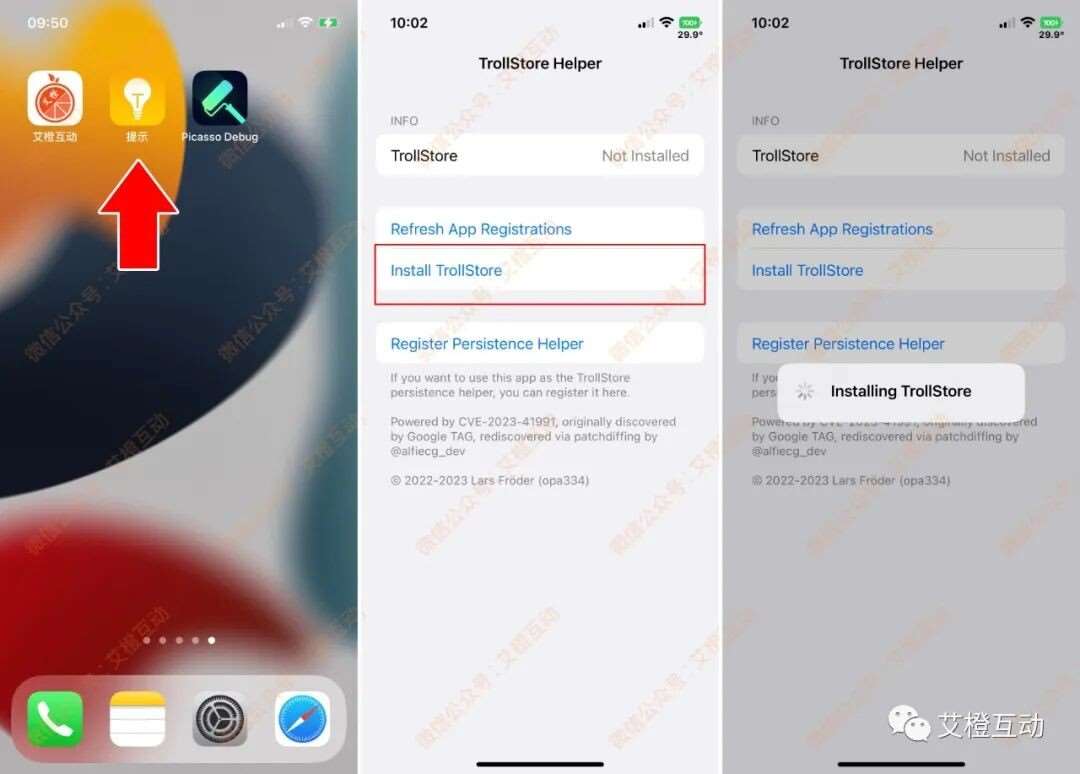 09:50
艾橙互动
提示
Picasso Debug
10:02
100+
29.9°
TrollStore Helper
INFO
TrollStore
Not Installed
Refresh App Registrations
Install TrollStore
Register Persistence Helper
If you want to use this app as the TrollStore
persistence helper, you can register it here.
Powered by CVE-2023-41991, originally discovered
by Google TAG, rediscovered via patchdiffing by
@alfiecg_dev
© 2022-2023 Lars Fröder (opa334)
10:02
100+
29.9°
TrollStore Helper
INFO
TrollStore
Not Installed
Refresh App Registrations
Install TrollStore
Register Persistence Helper
If you
pers
Installing TrollStore
Powered by CVE-2023-41991, originally discovered
by Google TAG, rediscovered via patchdiffing by
@alfiecg_dev
© 2022-2023 Lars Fröder (opa334)
微信公众号：艾橙互动
艾橙互动